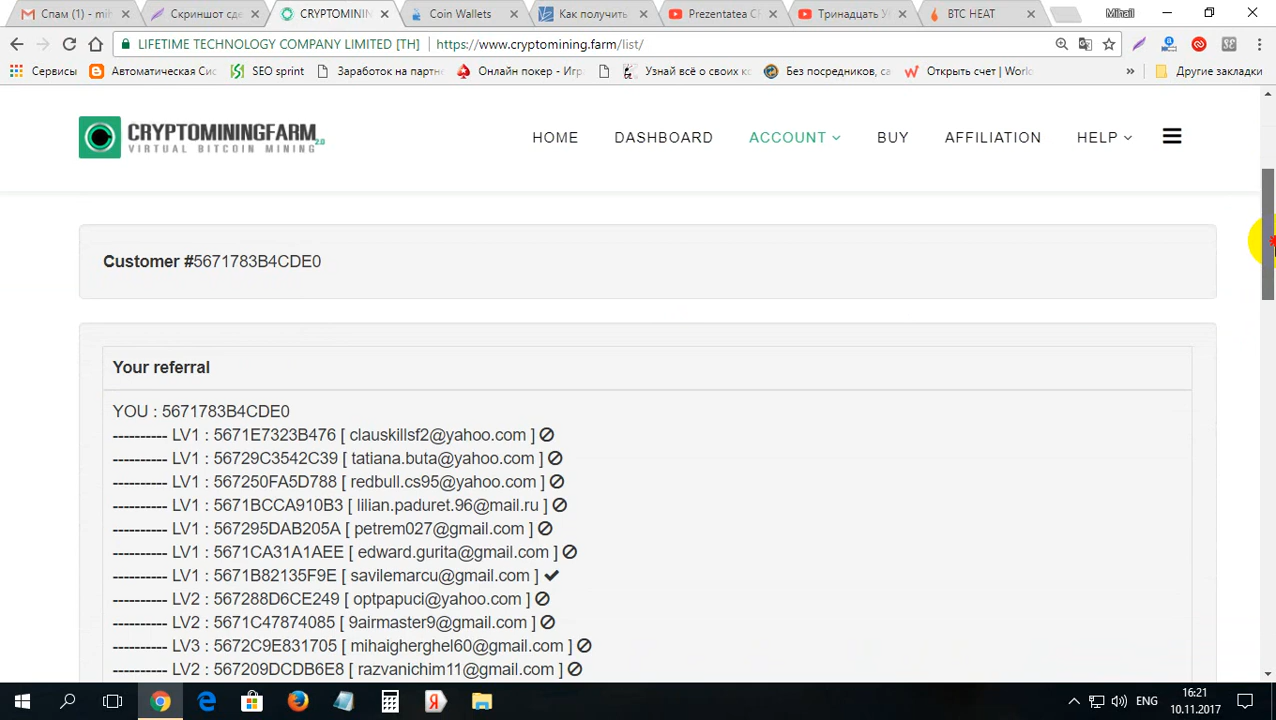 Спам (1) - mih
Скриншот сде
CRYPTOMININ
Coin Wallets
Как получить
Prezentatea CF
Тринадцать У
BTC HEAT
Mihail
LIFETIME TECHNOLOGY COMPANY LIMITED [TH]
https://www.cryptomining.farm/list/
Сервисы
Автоматическая Сис
SEO sprint
Заработок на партн
Онлайн покер - Игр
Узнай всё о своих к
Без посредников, са
Открыть счет | Worl
»
Другие закладки
CRYPTOMININGFARM
VIRTUAL BITCOIN MINING 2.0
HOME
DASHBOARD
ACCOUNT
BUY
AFFILIATION
HELP
Customer #5671783B4CDE0
Your referral
YOU : 5671783B4CDE0
---------- LV1 : 5671E7323B476 [ clauskillsf2@yahoo.com ]
---------- LV1 : 56729C3542C39 [ tatiana.buta@yahoo.com ]
---------- LV1 : 567250FA5D788 [ redbull.cs95@yahoo.com ]
---------- LV1 : 5671BCCA910B3 [ lilian.paduret.96@mail.ru ]
---------- LV1 : 567295DAB205A [ petrem027@gmail.com ]
---------- LV1 : 5671CA31A1AEE [ edward.gurita@gmail.com ]
---------- LV1 : 5671B82135F9E [ savilemarcu@gmail.com ]
---------- LV2 : 567288D6CE249 [ optpapuci@yahoo.com ]
---------- LV2 : 5671C47874085 [ 9airmaster9@gmail.com ]
---------- LV3 : 5672C9E831705 [ mihaigherghel60@gmail.com ]
---------- LV2 : 567209DCDB6E8 [ razvanichim11@gmail.com ]
ENG
16:21
10.11.2017